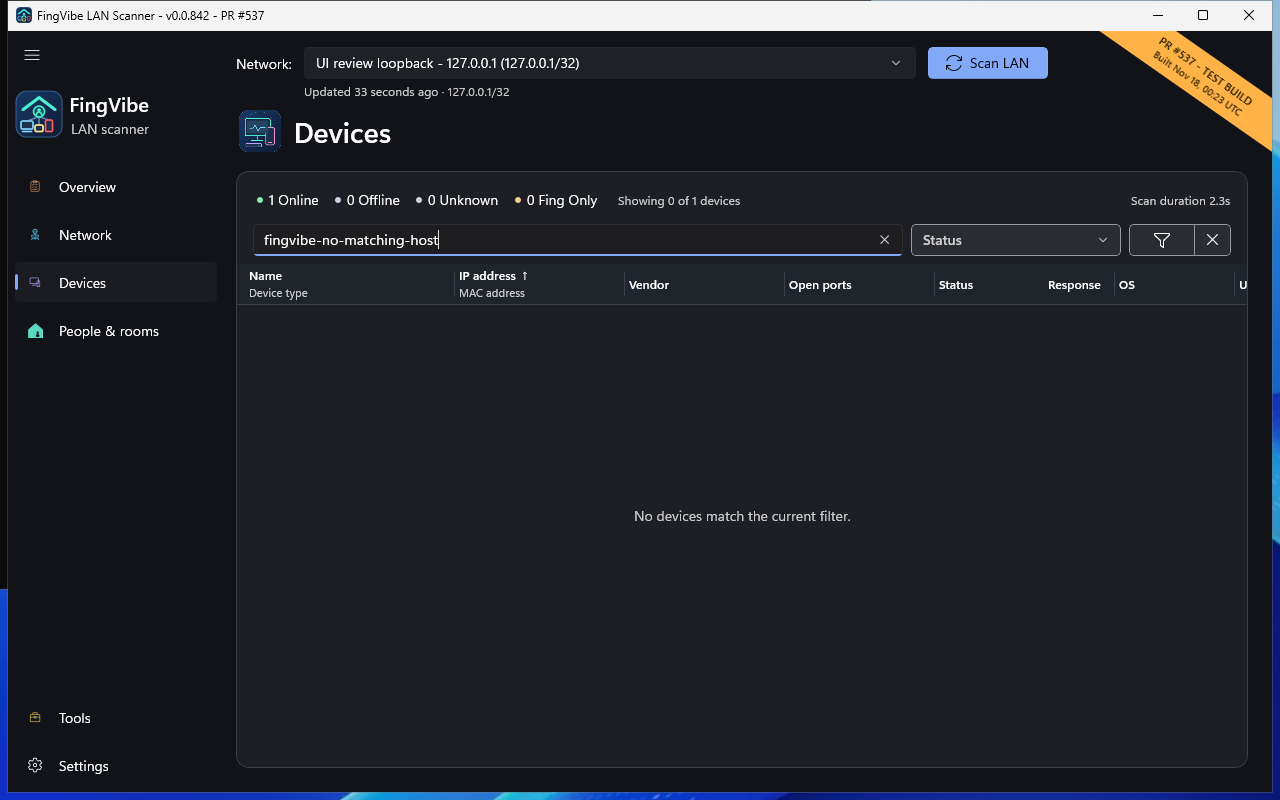 FingVibe LAN Scanner - v0.0.842 - PR #537
PR #537 - TEST BUILD
Built Nov 18, 00:23 UTC
Network:
UI review loopback - 127.0.0.1 (127.0.0.1/32)
Scan LAN
Updated 33 seconds ago · 127.0.0.1/32
FingVibe
LAN scanner
Devices
Overview
Network
Devices
People & rooms
Tools
Settings
1 Online
0 Offline
0 Unknown
0 Fing Only
Showing 0 of 1 devices
Scan duration 2.3s
fingvibe-no-matching-host
Status
Name
Device type
IP address ↑
MAC address
Vendor
Open ports
Status
Response
OS
U
No devices match the current filter.